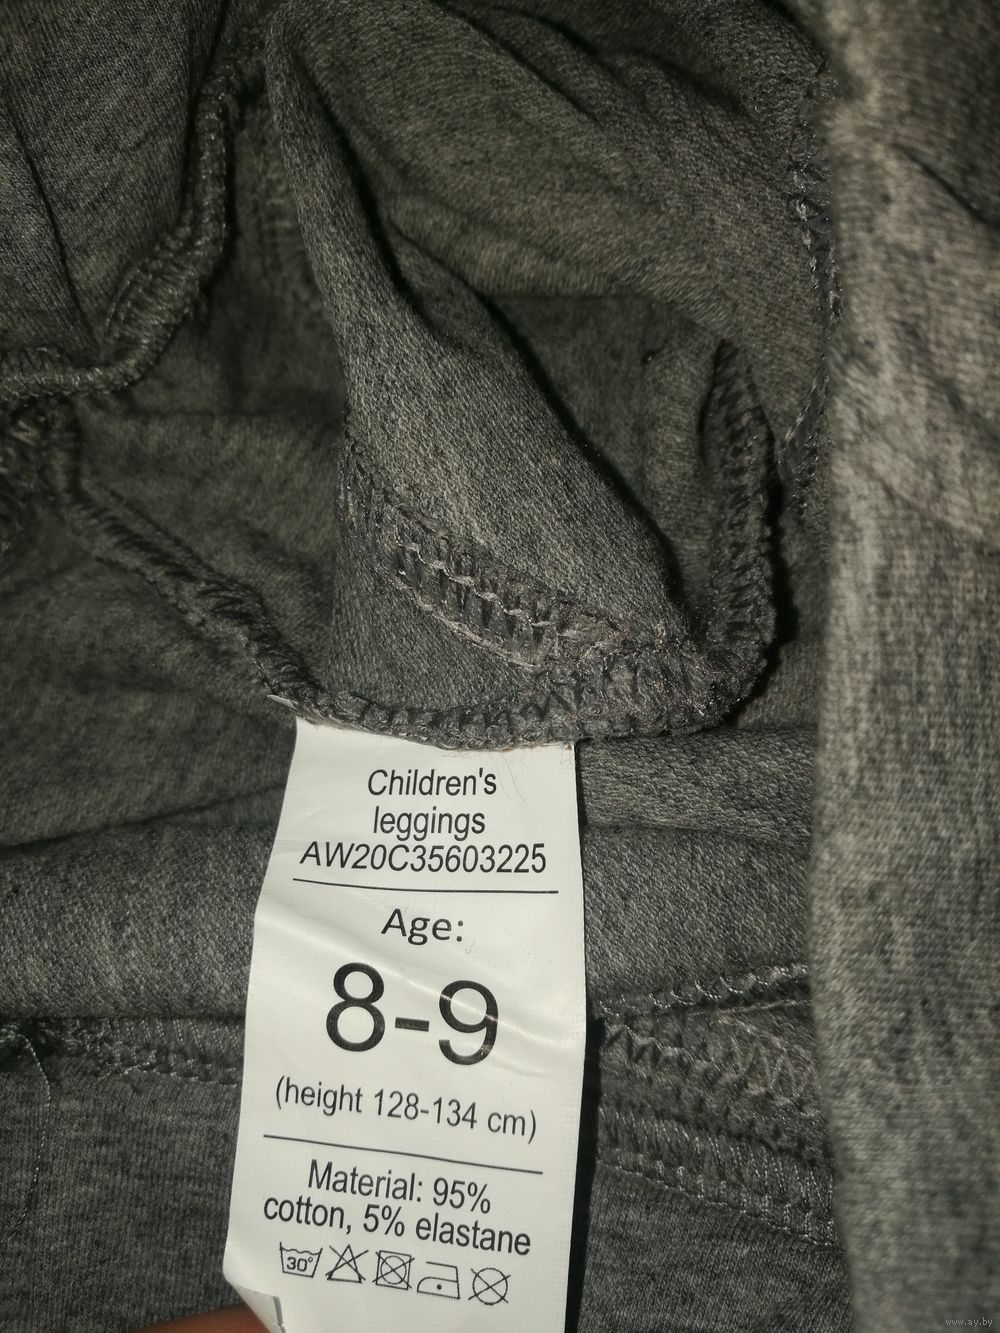 Children's
leggings
AW20C35603225
Age:
8-9
(height 128-134 cm)
Material: 95%
cotton, 5% elastane
30°
www.ay.by